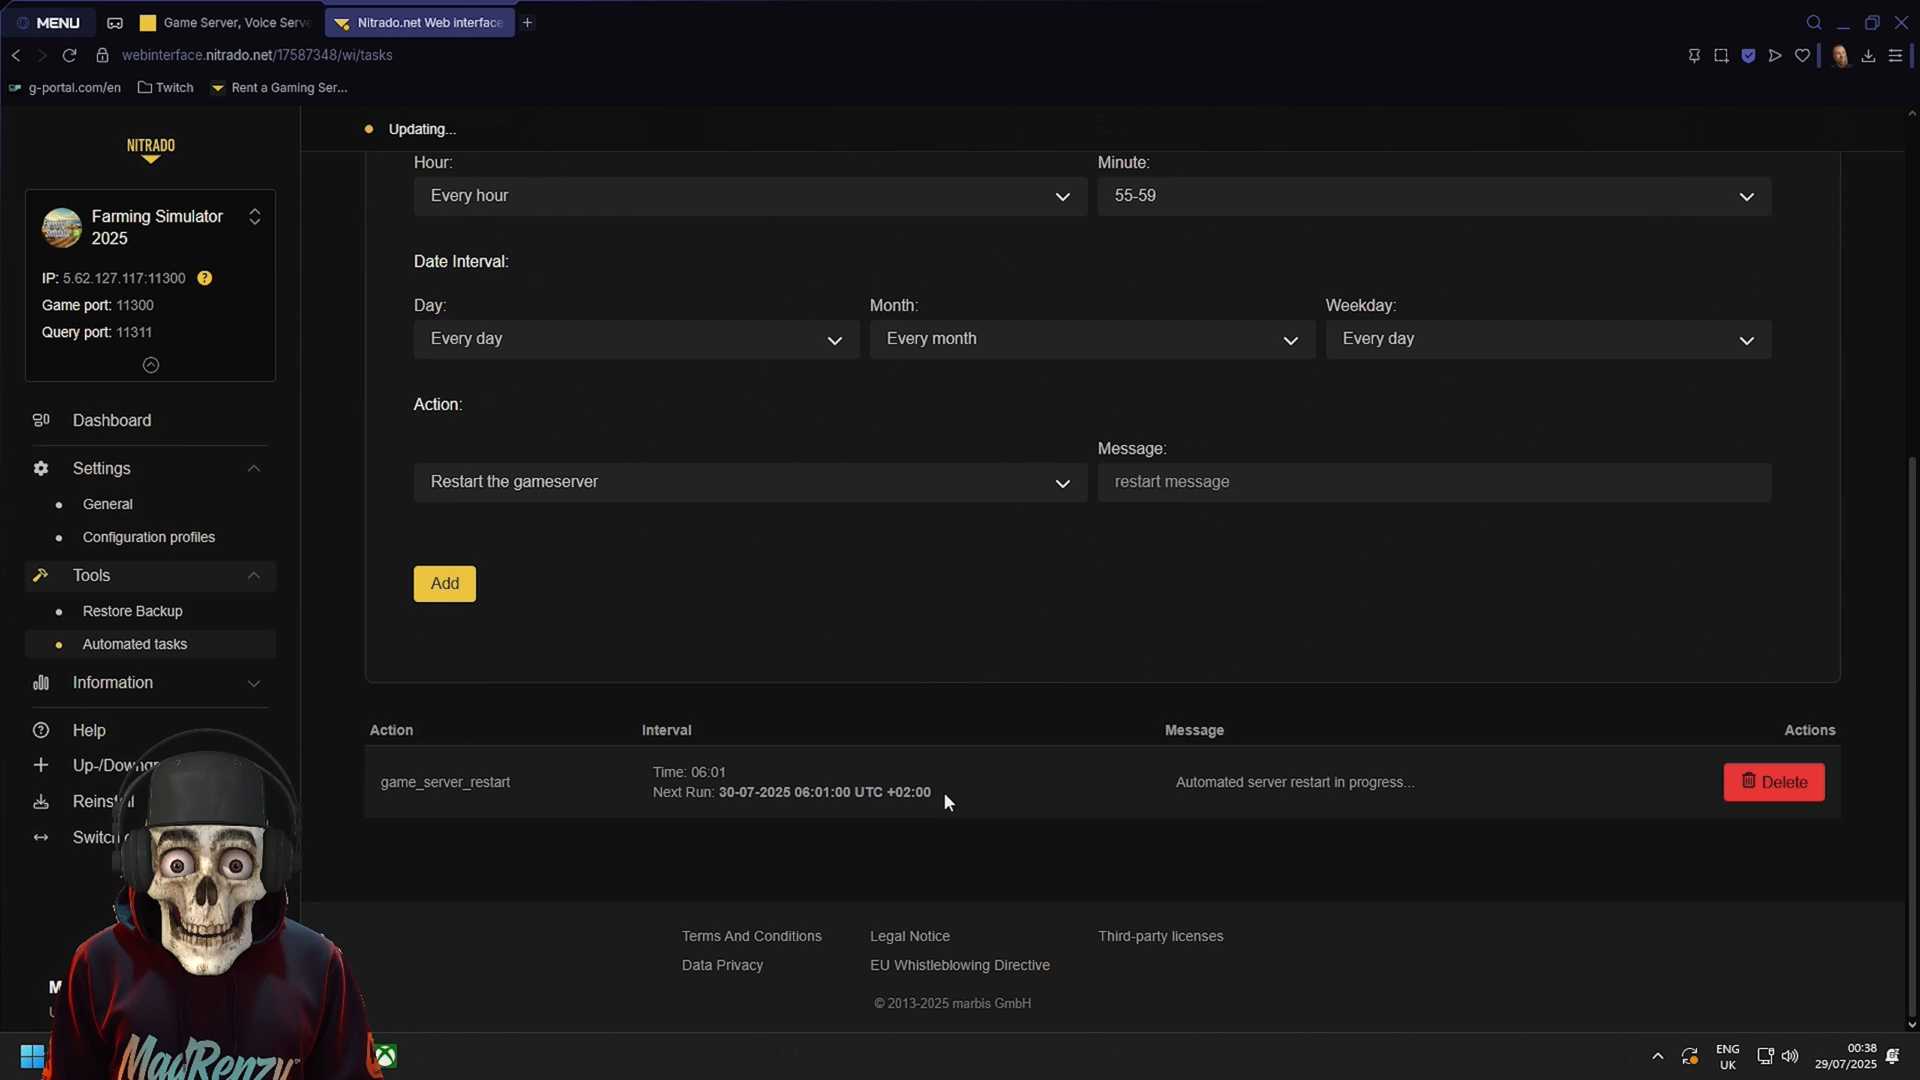 MENU
Game Server, Voice Serve
Nitrado.net Web interface
webinterface.nitrado.net/17587348/wi/tasks
g-portal.com/en
Twitch
Rent a Gaming Ser...
NITRADO
Farming Simulator
2025
IP: 5.62.127.117:11300
?
Game port: 11300
Query port: 11311
Dashboard
Settings
General
Configuration profiles
Tools
Restore Backup
Automated tasks
Information
Help
Up-/Downgr
Reinst
Switch
Updating...
Hour:
Minute:
Every hour
55-59
Date Interval:
Day:
Month:
Weekday:
Every day
Every month
Every day
Action:
Message:
Restart the gameserver
restart message
Add
Action
Interval
Message
Actions
game_server_restart
Time: 06:01
Next Run: 30-07-2025 06:01:00 UTC +02:00
Automated server restart in progress...
Delete
Terms And Conditions
Legal Notice
Third-party licenses
Data Privacy
EU Whistleblowing Directive
© 2013-2025 marbis GmbH
MadRenzy
ENG
UK
00:38
29/07/2025